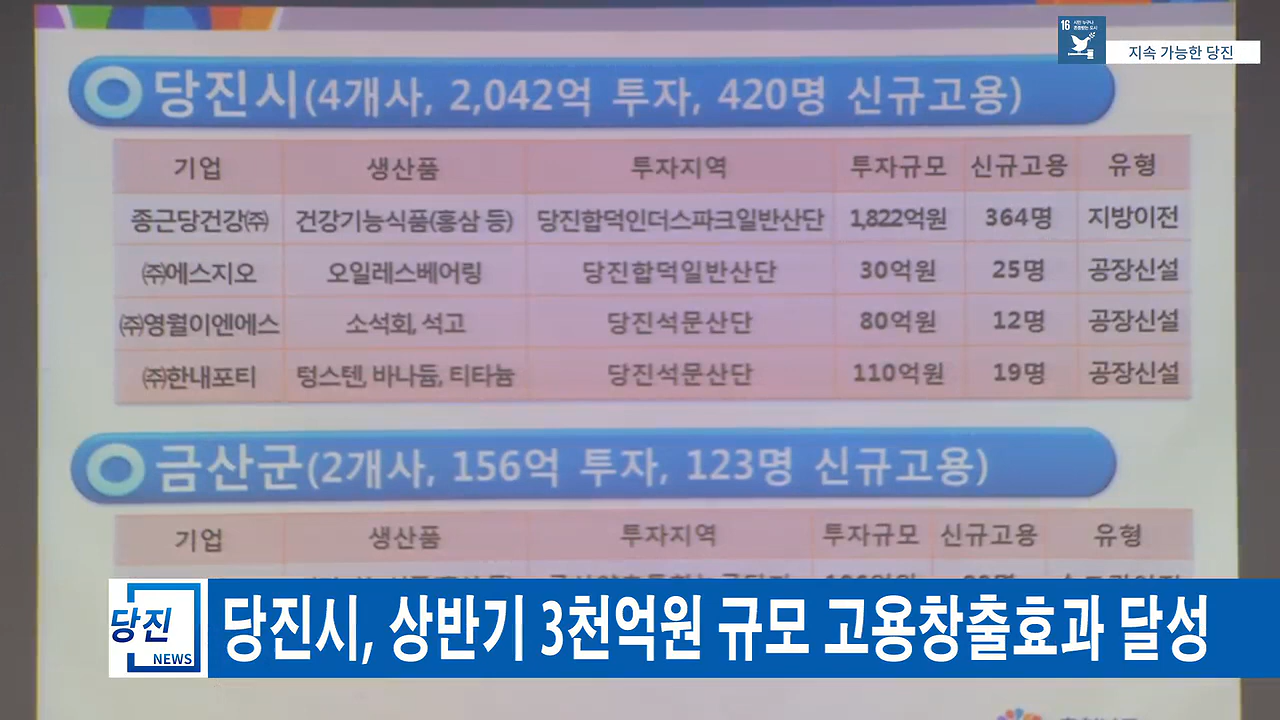 16 시민 누구나
존중받는 도시
지속 가능한 당진
당진시(4개사, 2,042억 투자, 420명 신규고용)
기업 생산품 투자지역 투자규모 신규고용 유형
종근당건강㈜ 건강기능식품(홍삼 등) 당진합덕인더스파크일반산단 1,822억원 364명 지방이전
㈜에스지오 오일레스베어링 당진합덕일반산단 30억원 25명 공장신설
㈜영월이엔에스 소석회, 석고 당진석문산단 80억원 12명 공장신설
㈜한내포티 텅스텐, 바나듐, 티타늄 당진석문산단 110억원 19명 공장신설
금산군(2개사, 156억 투자, 123명 신규고용)
기업 생산품 투자지역 투자규모 신규고용 유형
당진 NEWS
당진시, 상반기 3천억원 규모 고용창출효과 달성